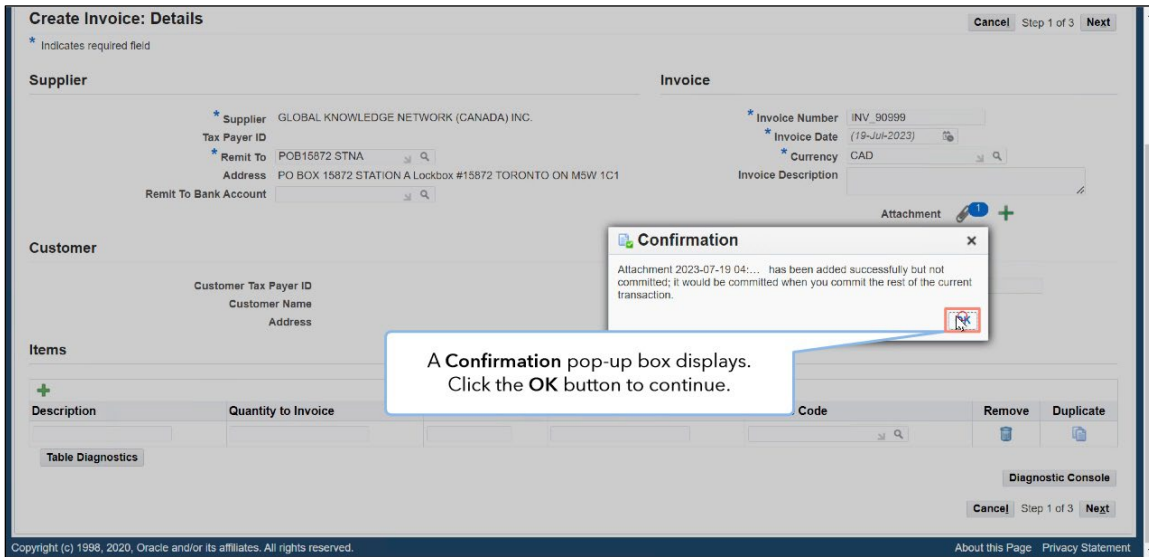 Create Invoice: Details
Cancel Step 1 of 3 Next
* Indicates required field
Supplier
Invoice
* Supplier GLOBAL KNOWLEDGE NETWORK (CANADA) INC.
* Invoice Number INV_90999
Tax Payer ID
* Invoice Date (19-Jul-2023)
* Remit To POB15872 STNA
* Currency CAD
Address PO BOX 15872 STATION A Lockbox #15872 TORONTO ON M5W 1C1
Invoice Description
Remit To Bank Account
Attachment 1
Customer
Confirmation
Attachment 2023-07-19 04:... has been added successfully but not
committed; it would be committed when you commit the rest of the current
transaction.
Customer Tax Payer ID
Customer Name
Address
OK
Items
A Confirmation pop-up box displays.
Click the OK button to continue.
Description Quantity to Invoice Code Remove Duplicate
Table Diagnostics
Diagnostic Console
Cancel Step 1 of 3 Next
Copyright (c) 1998, 2020, Oracle and/or its affiliates. All rights reserved.
About this Page Privacy Statement